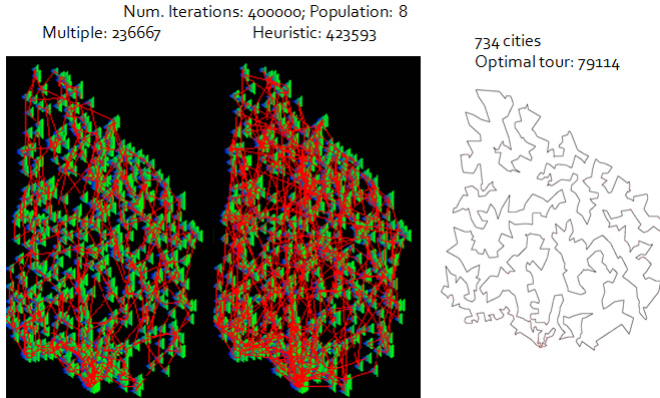 Num. Iterations: 400000; Population: 8
Multiple: 236667
Heuristic: 423593
734 cities
Optimal tour: 79114